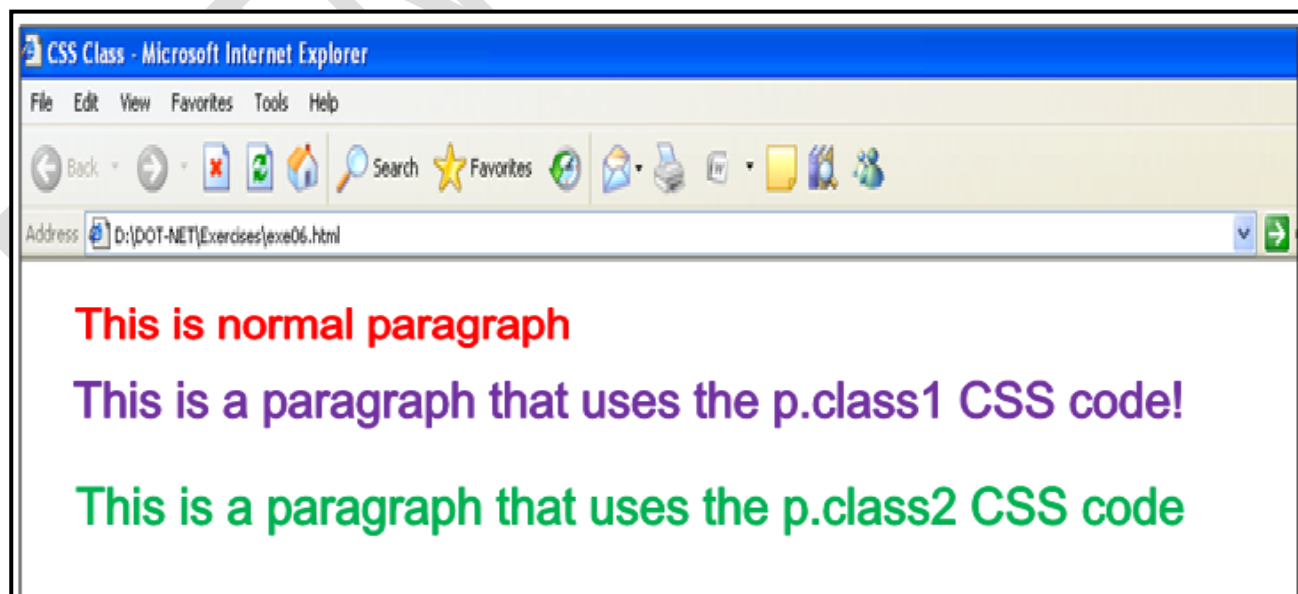 CSS Class - Microsoft Internet Explorer
File Edit View Favorites Tools Help
Back Search Favorites
Address D:\DOT-NET\Exercises\exe06.html
This is normal paragraph
This is a paragraph that uses the p.class1 CSS code!
This is a paragraph that uses the p.class2 CSS code